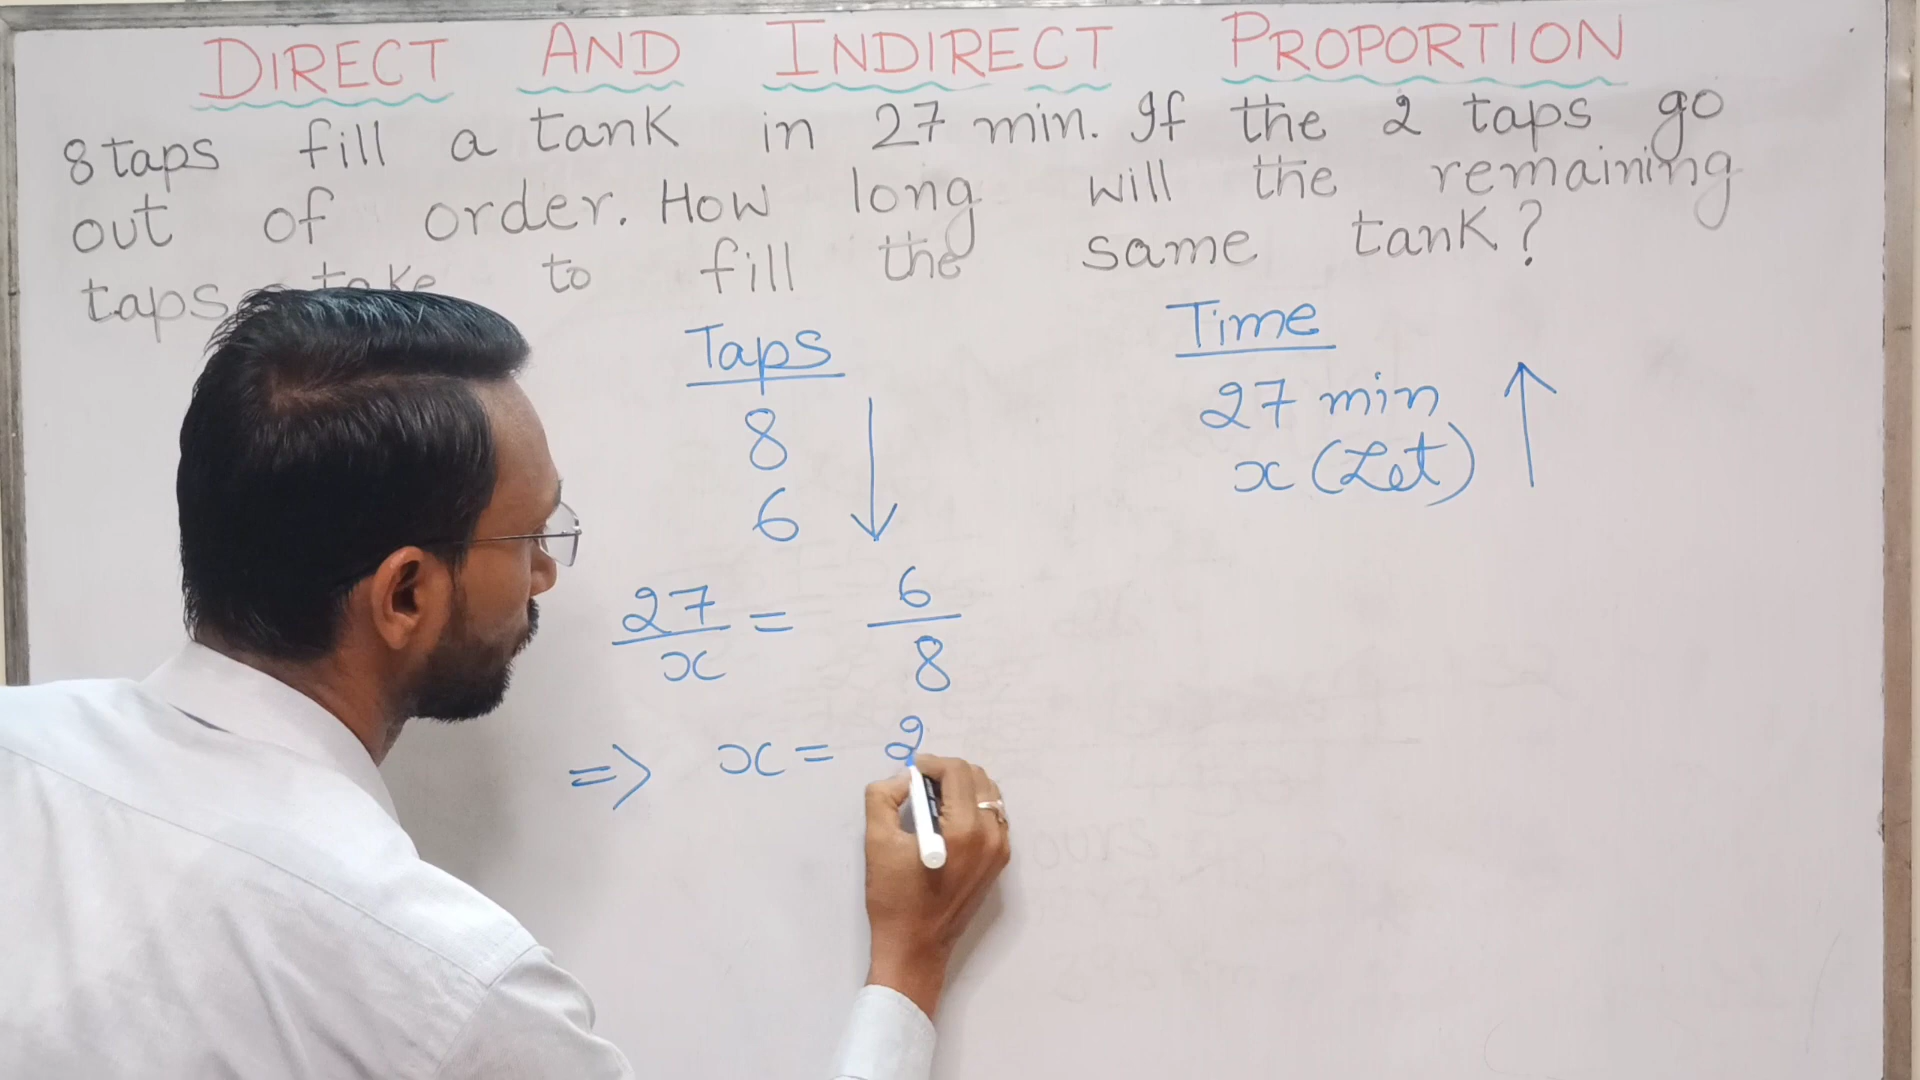 DIRECT AND INDIRECT PROPORTION
8 taps fill a tank in 27 min. If the 2 taps go
out of order. How long will the remaining
taps take to fill the same tank?
Taps Time
8 27 min
6 x (Let)
27/x = 6/8
=> x = 2